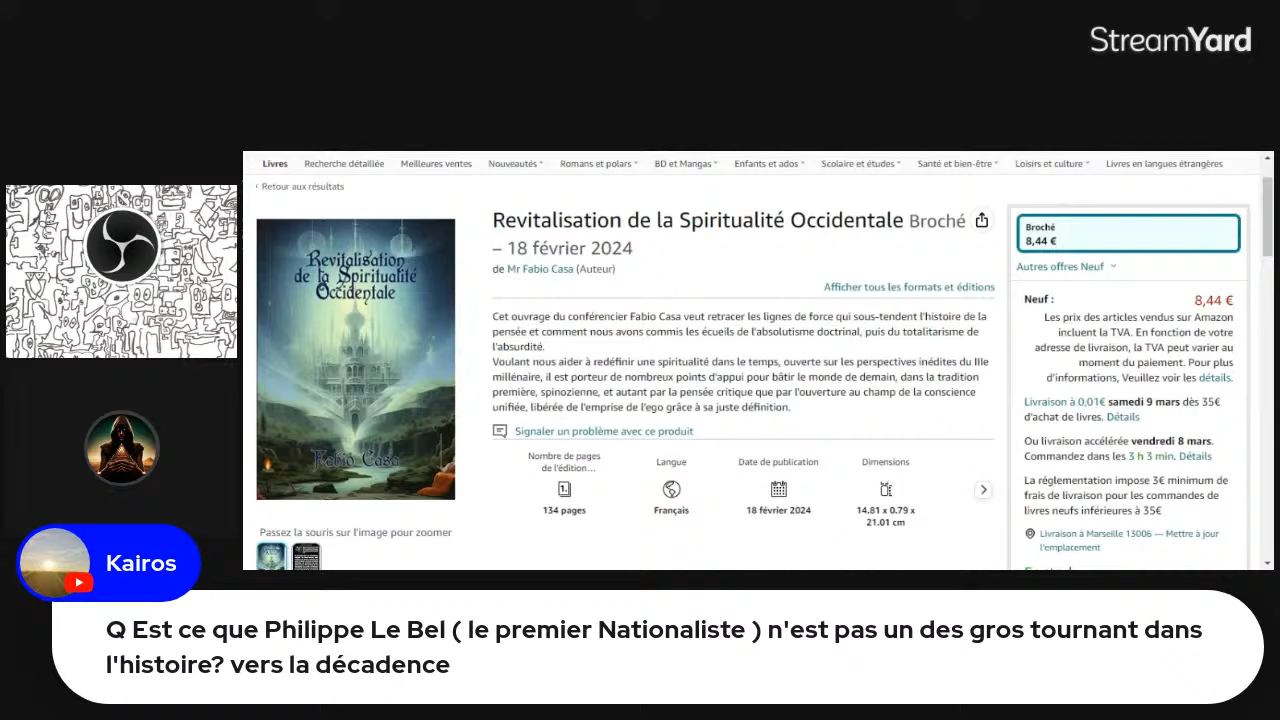 StreamYard
Livres Recherche détaillée Meilleures ventes Nouveautés Romans et polars BD et Mangas Enfants et ados Scolaire et études Santé et bien-être Loisirs et culture Livres en langues étrangères
‹ Retour aux résultats
Revitalisation
de la Spiritualité
Occidentale
Fabio Casa
Passez la souris sur l'image pour zoomer
Revitalisation de la Spiritualité Occidentale Broché
– 18 février 2024
de Mr Fabio Casa (Auteur)
Afficher tous les formats et éditions
Cet ouvrage du conférencier Fabio Casa veut retracer les lignes de force qui sous-tendent l'histoire de la
pensée et comment nous avons commis les écueils de l'absolutisme doctrinal, puis du totalitarisme de
l'absurdité.
Voulant nous aider à redéfinir une spiritualité dans le temps, ouverte sur les perspectives inédites du IIIe
millénaire, il est porteur de nombreux points d'appui pour bâtir le monde de demain, dans la tradition
première, spinozienne, et autant par la pensée critique que par l'ouverture au champ de la conscience
unifiée, libérée de l'emprise de l'ego grâce à sa juste définition.
Signaler un problème avec ce produit
Nombre de pages
de l'édition...
134 pages
Langue
Français
Date de publication
18 février 2024
Dimensions
14.81 x 0.79 x
21.01 cm
Broché
8,44 €
Autres offres Neuf
Neuf : 8,44 €
Les prix des articles vendus sur Amazon
incluent la TVA. En fonction de votre
adresse de livraison, la TVA peut varier au
moment du paiement. Pour plus
d'informations, Veuillez voir les détails.
Livraison à 0,01€ samedi 9 mars dès 35€
d'achat de livres. Détails
Ou livraison accélérée vendredi 8 mars.
Commandez dans les 3 h 3 min. Détails
La réglementation impose 3€ minimum de
frais de livraison pour les commandes de
livres neufs inférieures à 35€
Livraison à Marseille 13006 — Mettre à jour
l'emplacement
Kairos
Q Est ce que Philippe Le Bel ( le premier Nationaliste ) n'est pas un des gros tournant dans
l'histoire? vers la décadence